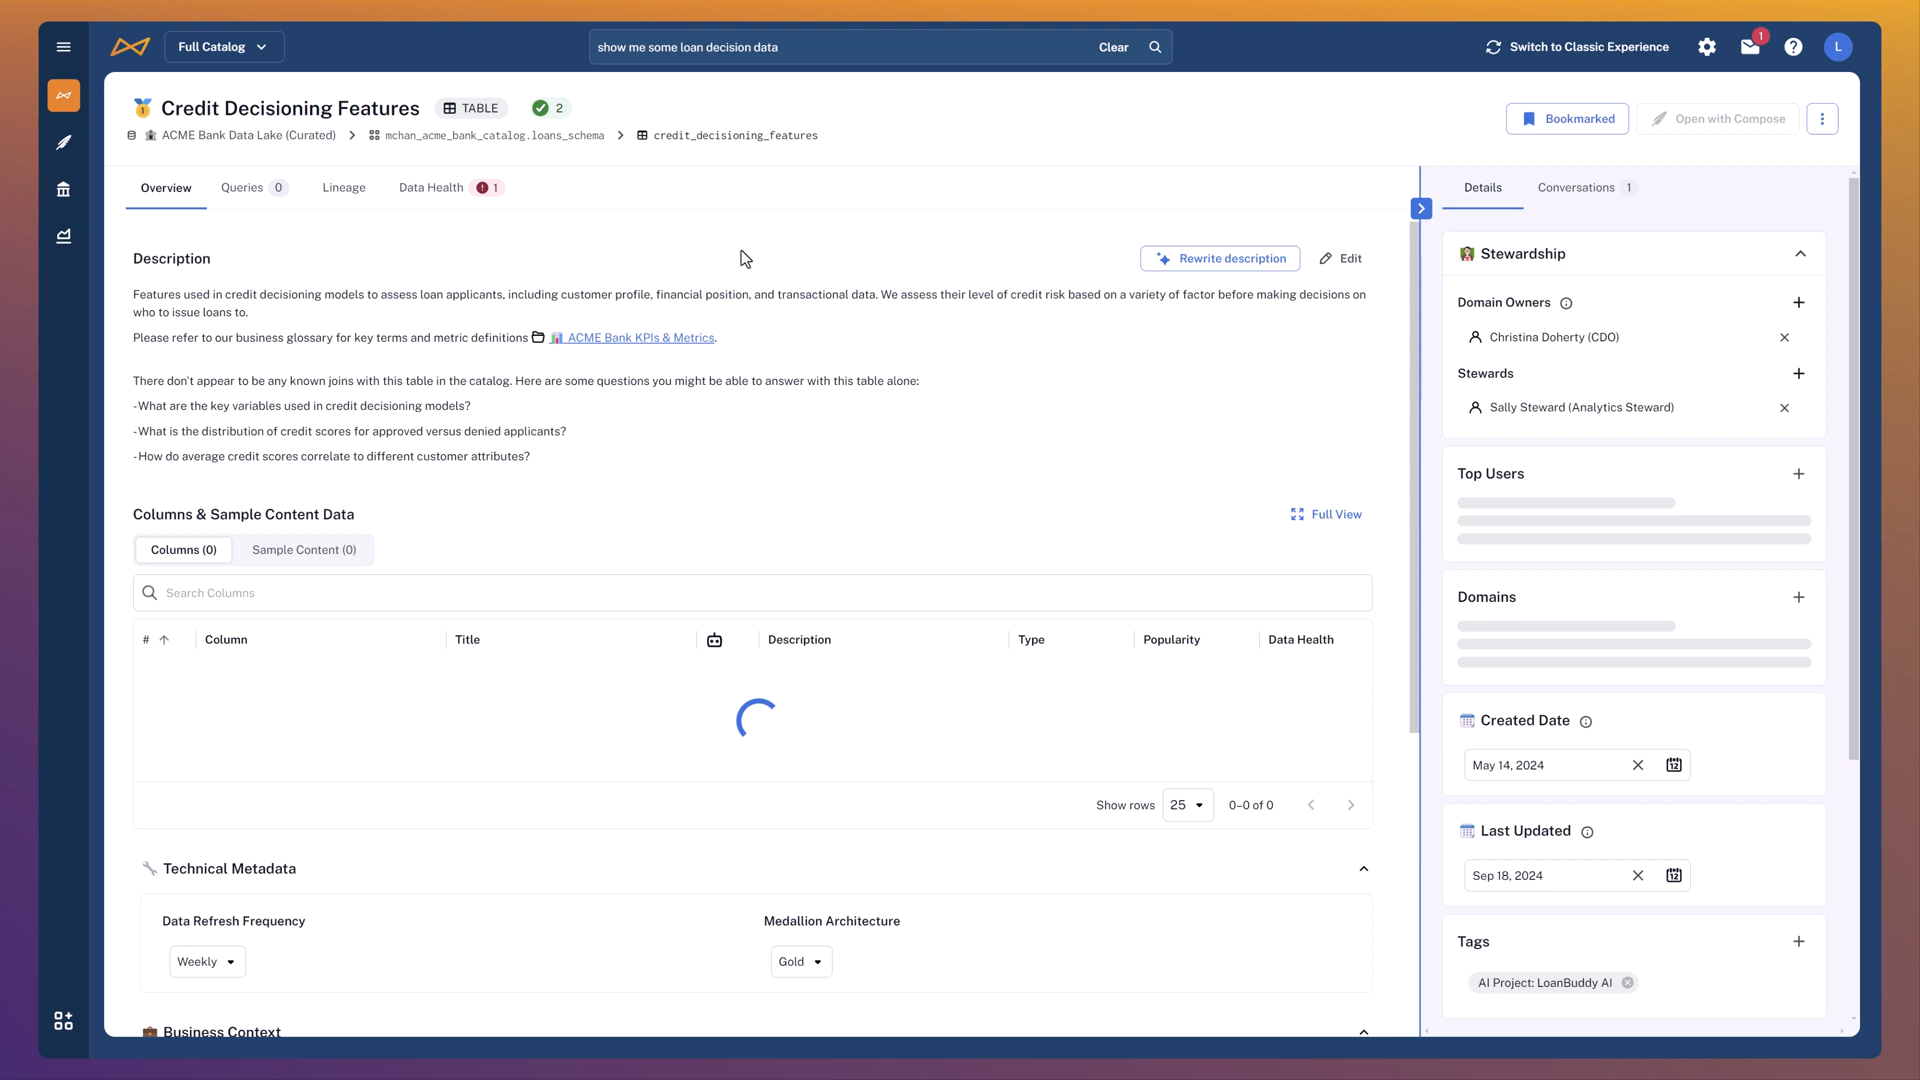 Full Catalog
show me some loan decision data
Clear
Switch to Classic Experience
1
L
Credit Decisioning Features
TABLE
2
ACME Bank Data Lake (Curated)
mchan_acme_bank_catalog.loans_schema
credit_decisioning_features
Bookmarked
Open with Compose
Overview
Queries 0
Lineage
Data Health 1
Details
Conversations 1
Description
Rewrite description
Edit
Features used in credit decisioning models to assess loan applicants, including customer profile, financial position, and transactional data. We assess their level of credit risk based on a variety of factor before making decisions on
who to issue loans to.
Please refer to our business glossary for key terms and metric definitions ACME Bank KPIs & Metrics.
There don't appear to be any known joins with this table in the catalog. Here are some questions you might be able to answer with this table alone:
-What are the key variables used in credit decisioning models?
-What is the distribution of credit scores for approved versus denied applicants?
-How do average credit scores correlate to different customer attributes?
Columns & Sample Content Data
Full View
Columns (0)
Sample Content (0)
Search Columns
# Column Title Description Type Popularity Data Health
Show rows 25 0–0 of 0
Technical Metadata
Data Refresh Frequency
Medallion Architecture
Weekly
Gold
Business Context
Stewardship
Domain Owners
Christina Doherty (CDO)
Stewards
Sally Steward (Analytics Steward)
Top Users
Domains
Created Date
May 14, 2024
12
Last Updated
Sep 18, 2024
12
Tags
AI Project: LoanBuddy AI